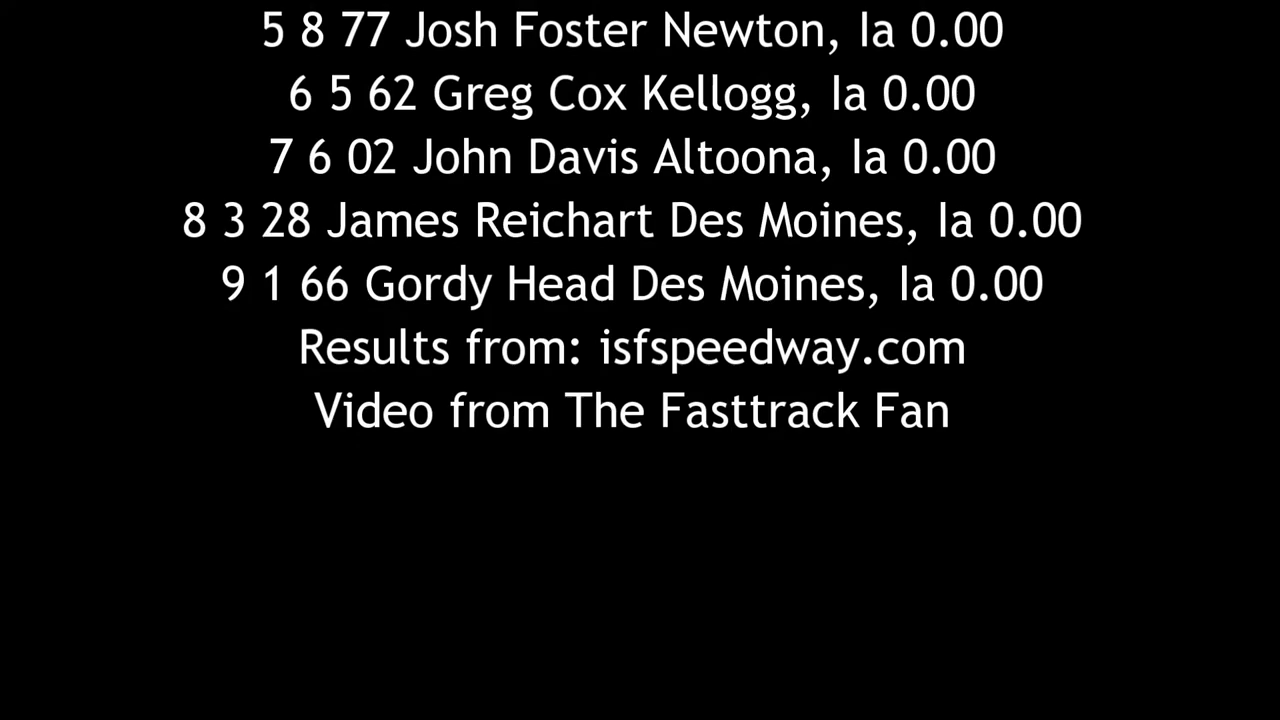 5 8 77 Josh Foster Newton, Ia 0.00
6 5 62 Greg Cox Kellogg, Ia 0.00
7 6 02 John Davis Altoona, Ia 0.00
8 3 28 James Reichart Des Moines, Ia 0.00
9 1 66 Gordy Head Des Moines, Ia 0.00
Results from: isfspeedway.com
Video from The Fasttrack Fan